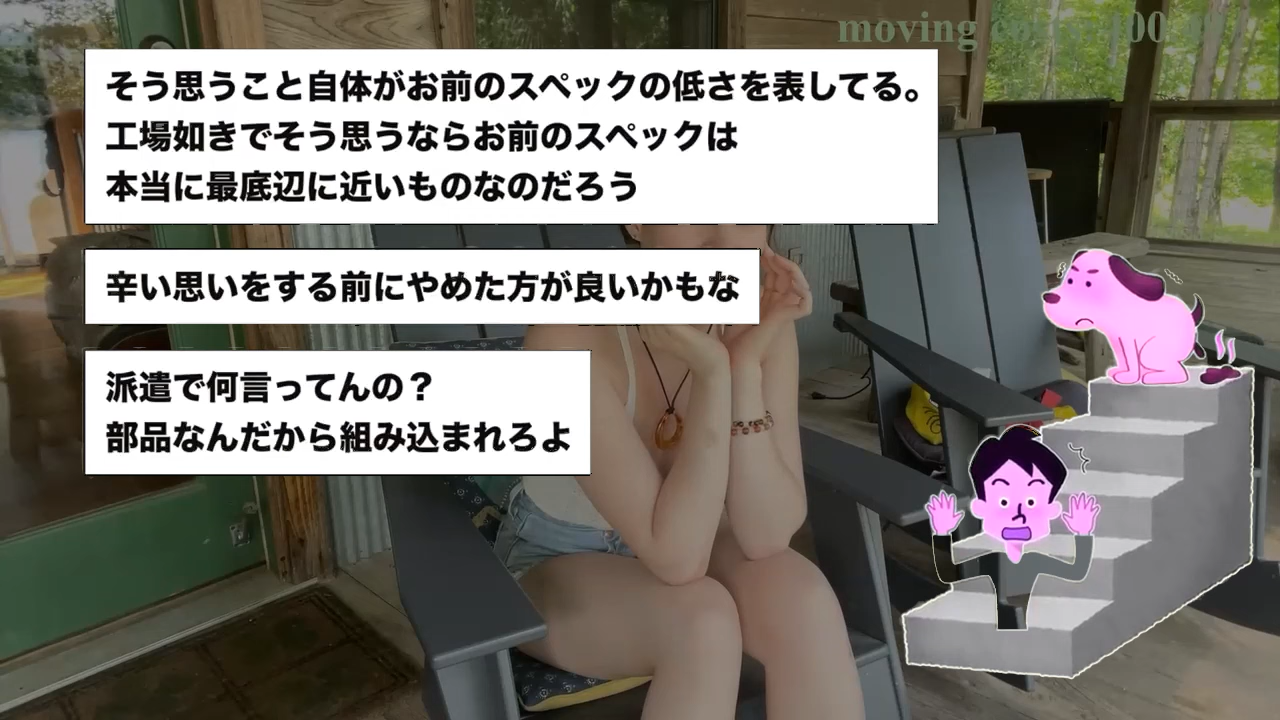 そう思うこと自体がお前のスペックの低さを表してる。
工場如きでそう思うならお前のスペックは
本当に最底辺に近いものなのだろう
辛い思いをする前にやめた方が良いかもな
派遣で何言ってんの？
部品なんだから組み込まれろよ
moving